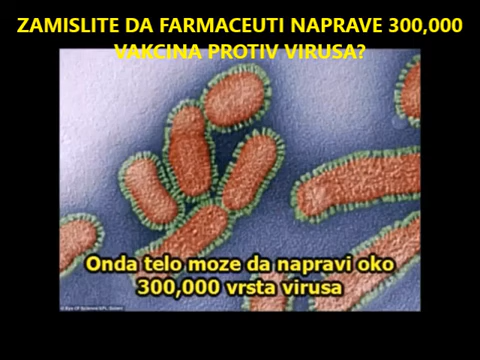 ZAMISLITE DA FARMACEUTI NAPRAVE 300,000
VAKCINA PROTIV VIRUSA?
Onda telo moze da napravi oko
300,000 vrsta virusa